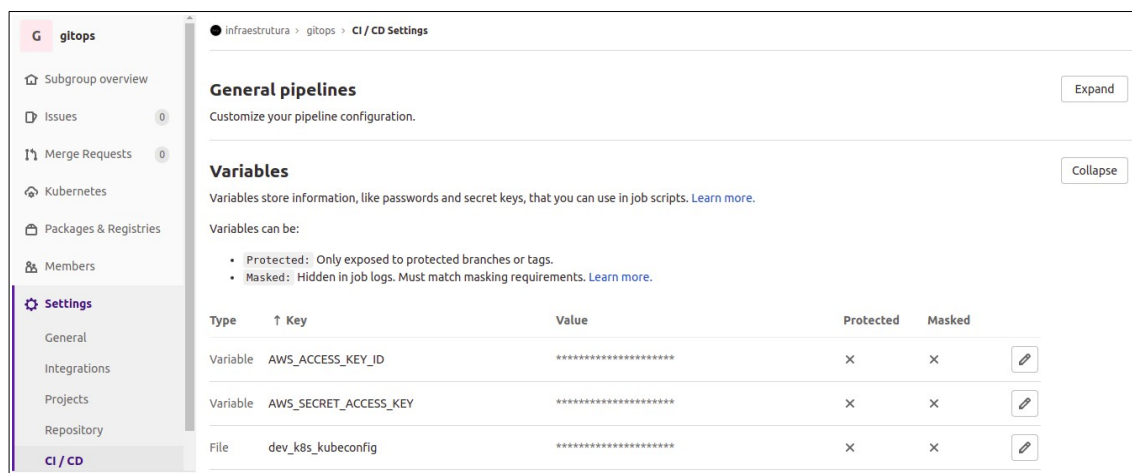 G gitops
Subgroup overview
Issues 0
Merge Requests 0
Kubernetes
Packages & Registries
Members
Settings
General
Integrations
Projects
Repository
CI / CD
infraestrutura > gitops > CI / CD Settings
General pipelines
Expand
Customize your pipeline configuration.
Variables
Collapse
Variables store information, like passwords and secret keys, that you can use in job scripts. Learn more.
Variables can be:
• Protected: Only exposed to protected branches or tags.
• Masked: Hidden in job logs. Must match masking requirements. Learn more.
Type ↑ Key Value Protected Masked
Variable AWS_ACCESS_KEY_ID ********************* × ×
Variable AWS_SECRET_ACCESS_KEY ********************* × ×
File dev_k8s_kubeconfig ********************* × ×